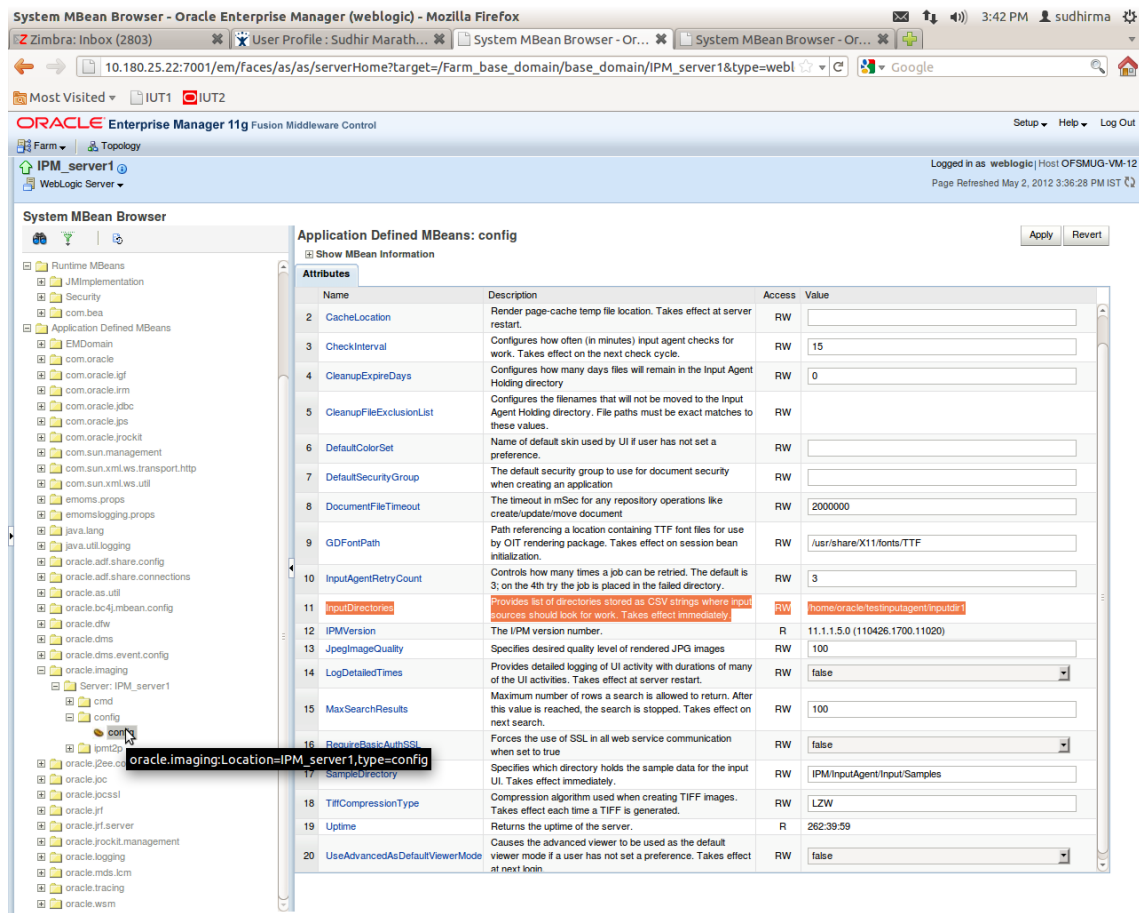 System MBean Browser - Oracle Enterprise Manager (weblogic) - Mozilla Firefox
3:42 PM sudhirma
Zimbra: Inbox (2803)
User Profile : Sudhir Marath...
System MBean Browser - Or...
System MBean Browser - Or...
10.180.25.22:7001/em/faces/as/as/serverHome?target=/Farm_base_domain/base_domain/IPM_server1&type=webl
Google
Most Visited
IUT1
IUT2
ORACLE Enterprise Manager 11g Fusion Middleware Control
Setup Help Log Out
Farm Topology
IPM_server1
Logged in as weblogic | Host OFSMUG-VM-12
WebLogic Server
Page Refreshed May 2, 2012 3:36:28 PM IST
System MBean Browser
Runtime MBeans
JMImplementation
Security
com.bea
Application Defined MBeans
EMDomain
com.oracle
com.oracle.igf
com.oracle.irm
com.oracle.jdbc
com.oracle.jps
com.oracle.jrockit
com.sun.management
com.sun.xml.ws.transport.http
com.sun.xml.ws.util
emoms.props
emomslogging.props
java.lang
java.util.logging
oracle.adf.share.config
oracle.adf.share.connections
oracle.as.util
oracle.bc4j.mbean.config
oracle.dfw
oracle.dms
oracle.dms.event.config
oracle.imaging
Server: IPM_server1
cmd
config
config
ipmt2p
oracle.imaging:Location=IPM_server1,type=config
oracle.j2ee.co
oracle.joc
oracle.jocssl
oracle.jrf
oracle.jrf.server
oracle.jrockit.management
oracle.logging
oracle.mds.lcm
oracle.tracing
oracle.wsm
Application Defined MBeans: config
Apply Revert
Show MBean Information
Attributes
Name Description Access Value
2 CacheLocation Render page-cache temp file location. Takes effect at server RW
restart.
3 CheckInterval Configures how often (in minutes) input agent checks for RW 15
work. Takes effect on the next check cycle.
4 CleanupExpireDays Configures how many days files will remain in the Input Agent RW 0
Holding directory
5 CleanupFileExclusionList Configures the filenames that will not be moved to the Input RW
Agent Holding directory. File paths must be exact matches to
these values.
6 DefaultColorSet Name of default skin used by UI if user has not set a RW
preference.
7 DefaultSecurityGroup The default security group to use for document security RW
when creating an application
8 DocumentFileTimeout The timeout in mSec for any repository operations like RW 2000000
create/update/move document
9 GDFontPath Path referencing a location containing TTF font files for use RW /usr/share/X11/fonts/TTF
by OIT rendering package. Takes effect on session bean
initialization.
10 InputAgentRetryCount Controls how many times a job can be retried. The default is RW 3
3; on the 4th try the job is placed in the failed directory.
11 InputDirectories Provides list of directories stored as CSV strings where input RW /home/oracle/testinputagent/inputdir1
sources should look for work. Takes effect immediately.
12 IPMVersion The I/PM version number. R 11.1.1.5.0 (110426.1700.11020)
13 JpegImageQuality Specifies desired quality level of rendered JPG images RW 100
14 LogDetailedTimes Provides detailed logging of UI activity with durations of many RW false
of the UI activities. Takes effect at server restart.
15 MaxSearchResults Maximum number of rows a search is allowed to return. After RW 100
this value is reached, the search is stopped. Takes effect on
next search.
16 RequireBasicAuthSSL Forces the use of SSL in all web service communication RW false
when set to true
17 SampleDirectory Specifies which directory holds the sample data for the input RW IPM/InputAgent/Input/Samples
UI. Takes effect immediately.
18 TiffCompressionType Compression algorithm used when creating TIFF images. RW LZW
Takes effect each time a TIFF is generated.
19 Uptime Returns the uptime of the server. R 262:39:59
20 UseAdvancedAsDefaultViewerMode Causes the advanced viewer to be used as the default RW false
viewer mode if a user has not set a preference. Takes effect
at next login